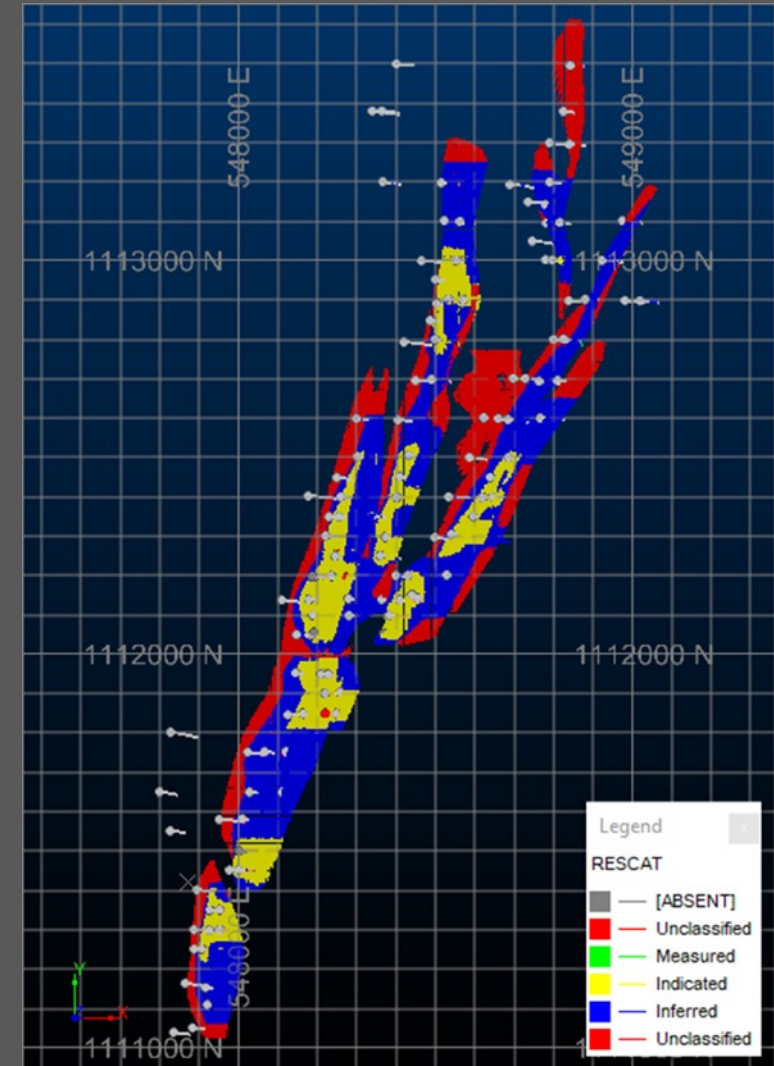 548000 E
549000 E
1113000 N
1113000 N
1112000 N
1112000 N
Legend
x
RESCAT
[ABSENT]
Unclassified
Measured
Indicated
Inferred
Unclassified
548000 E
Y
X
1111000 N